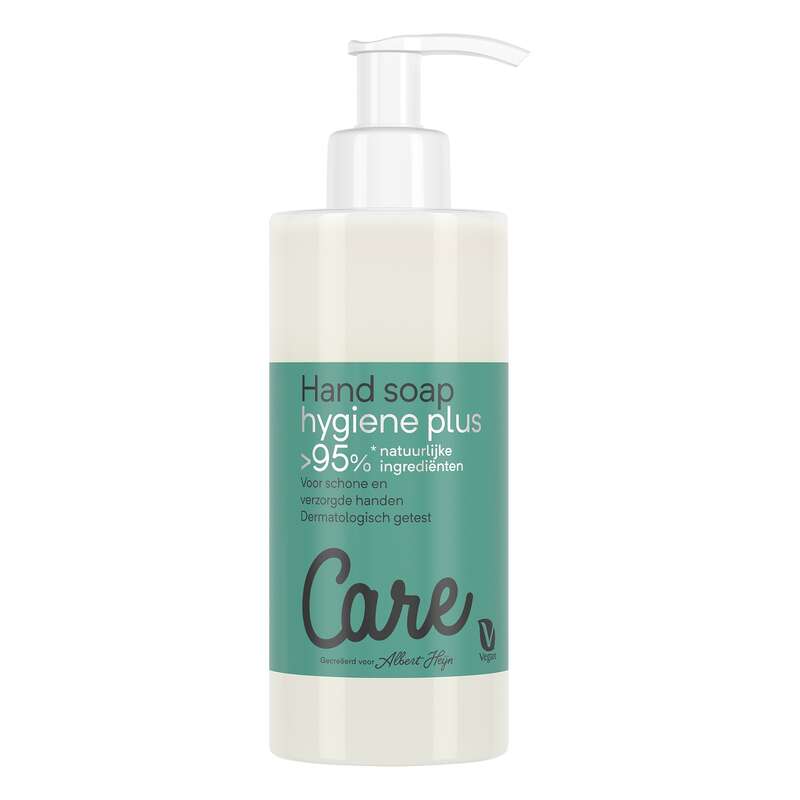 Hand soap
hygiene plus
>95%* natuurlijke
ingrediënten
Voor schone en
verzorgde handen
Dermatologisch getest
Care
Gecreëerd voor Albert Heijn
Vegan